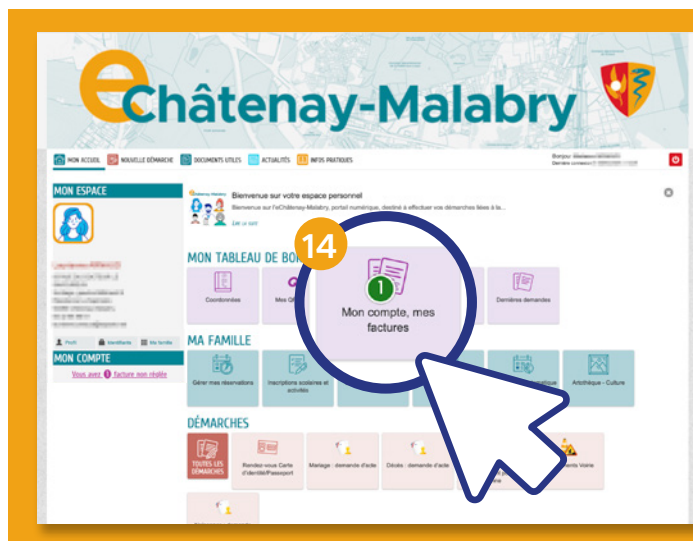 eChâtenay-Malabry
MON ACCUEIL NOUVELLE DÉMARCHE DOCUMENTS UTILES ACTUALITÉS INFOS PRATIQUES
Bonjour
MON ESPACE
Bienvenue sur votre espace personnel
Bienvenue sur l'eChâtenay-Malabry, portail numérique, destiné à effectuer vos démarches liées à la...
Lire la suite
14
MON TABLEAU DE BOR
Coordonnées
Mes
1
Mon compte, mes
factures
Dernières demandes
Profil Identifiants Ma famille
MON COMPTE
Vous avez 1 facture non réglée
MA FAMILLE
Gérer mes réservations
Inscriptions scolaires et
activités
Artothèque - Culture
DÉMARCHES
TOUTES LES
DÉMARCHES
Rendez-vous Carte
d'identité/Passeport
Mariage : demande d'acte
Décès : demande d'acte
Voirie